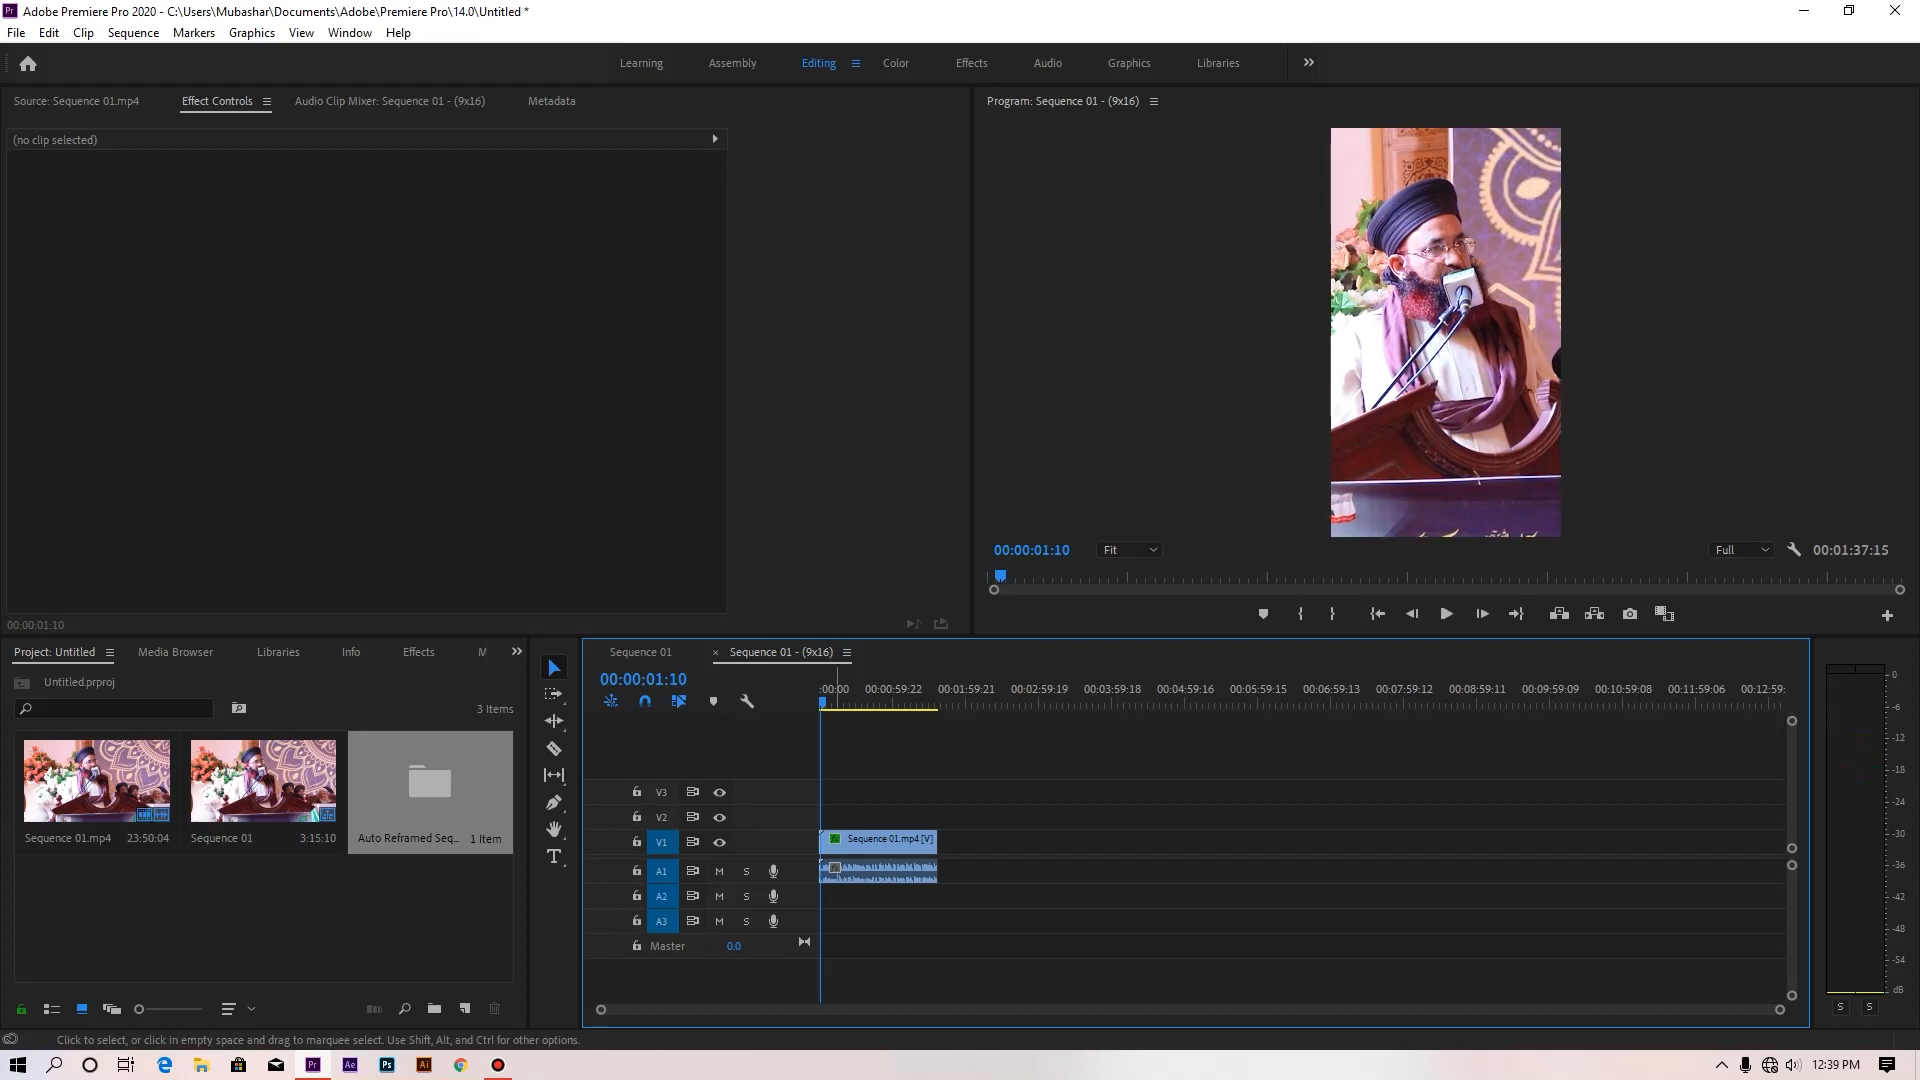 Adobe Premiere Pro 2020 - C:\Users\Mubashar\Documents\Adobe\Premiere Pro\14.0\Untitled *
File Edit Clip Sequence Markers Graphics View Window Help
Learning Assembly Editing Color Effects Audio Graphics Libraries
Source: Sequence 01.mp4 Effect Controls Audio Clip Mixer: Sequence 01 - (9x16) Metadata
(no clip selected)
00:00:01:10
Program: Sequence 01 - (9x16)
00:00:01:10 Fit Full 00:01:37:15
Project: Untitled Media Browser Libraries Info Effects M
Untitled.prproj
3 Items
Sequence 01.mp4 23:50:04
Sequence 01 3:15:10
Auto Reframed Seq... 1 Item
Sequence 01 × Sequence 01 - (9x16)
00:00:01:10
:00:00 00:00:59:22 00:01:59:21 00:02:59:19 00:03:59:18 00:04:59:16 00:05:59:15 00:06:59:13 00:07:59:12 00:08:59:11 00:09:59:09 00:10:59:08 00:11:59:06 00:12:59:
V3
V2
V1 Sequence 01.mp4 [V]
A1 M S
A2 M S
A3 M S
Master 0.0
0
-6
-12
-18
-24
-30
-36
-42
-48
-54
dB
S S
Click to select, or click in empty space and drag to marquee select. Use Shift, Alt, and Ctrl for other options.
Pr Ae Ps Ai
12:39 PM